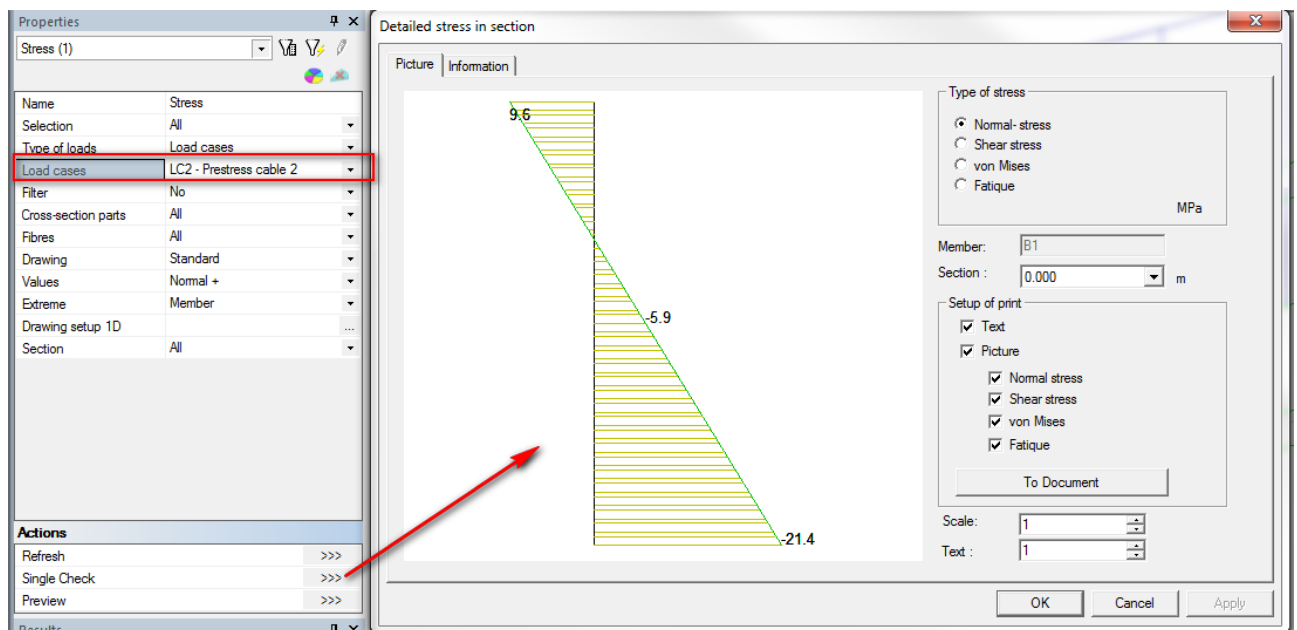 Properties
Stress (1)
Name Stress
Selection All
Type of loads Load cases
Load cases LC2 - Prestress cable 2
Filter No
Cross-section parts All
Fibres All
Drawing Standard
Values Normal +
Extreme Member
Drawing setup 1D ...
Section All
Actions
Refresh >>>
Single Check >>>
Preview >>>
Results
Detailed stress in section
Picture Information
9.6
-5.9
-21.4
Type of stress
Normal- stress
Shear stress
von Mises
Fatique
MPa
Member: B1
Section : 0.000 m
Setup of print
Text
Picture
Normal stress
Shear stress
von Mises
Fatique
To Document
Scale: 1
Text : 1
OK Cancel Apply